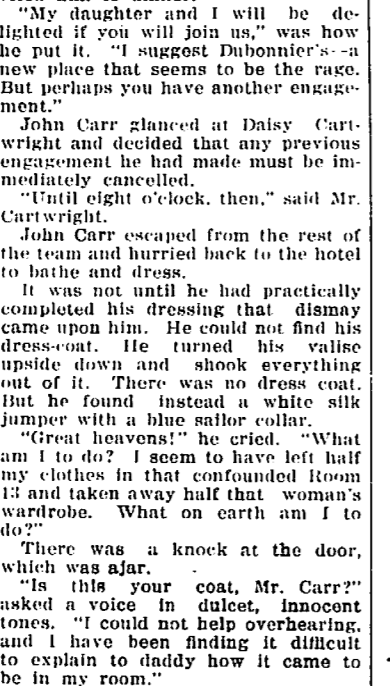 "My daughter and I will be de-
lighted if you will join us," was how
he put it. "I suggest Dubonnier's--a
new place that seems to be the rage.
But perhaps you have another engage-
ment."
John Carr glanced at Daisy Cart-
wright and decided that any previous
engagement he had made must be im-
mediately cancelled.
"Until eight o'clock, then," said Mr.
Cartwright.
John Carr escaped from the rest of
the team and hurried back to the hotel
to bathe and dress.
It was not until he had practically
completed his dressing that dismay
came upon him. He could not find his
dress-coat. He turned his valise
upside down and shook everything
out of it. There was no dress coat.
But he found instead a white silk
jumper with a blue sailor collar.
"Great heavens!" he cried. "What
am I to do? I seem to have left half
my clothes in that confounded Room
13 and taken away half that woman's
wardrobe. What on earth am I to
do?"
There was a knock at the door,
which was ajar.
"Is this your coat, Mr. Carr?"
asked a voice in dulcet, innocent
tones. "I could not help overhearing,
and I have been finding it difficult
to explain to daddy how it came to
be in my room."